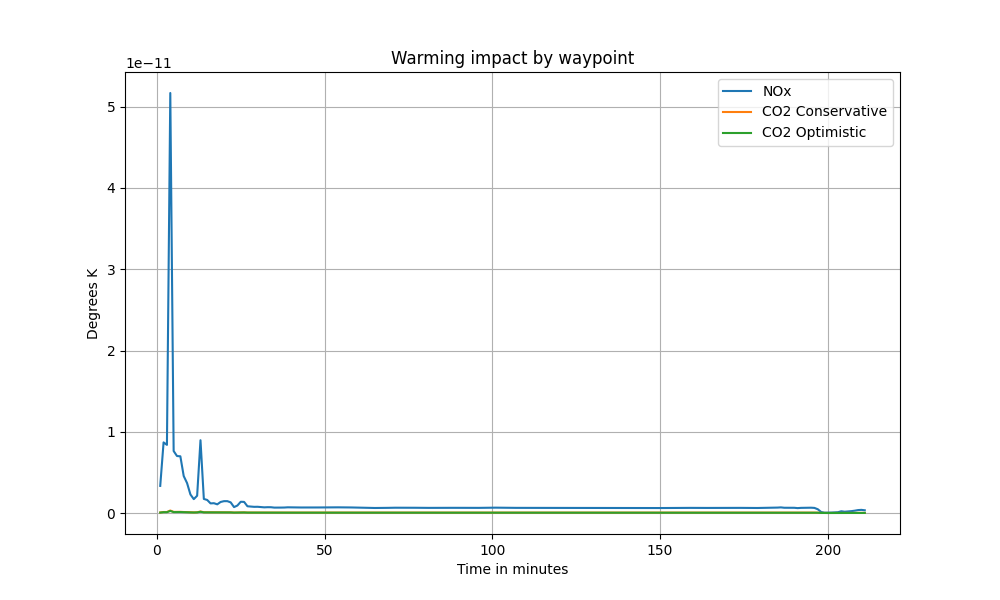 Warming impact by waypoint
1e−11
NOx
CO2 Conservative
CO2 Optimistic
5
4
3
2
1
0
Degrees K
0 50 100 150 200
Time in minutes